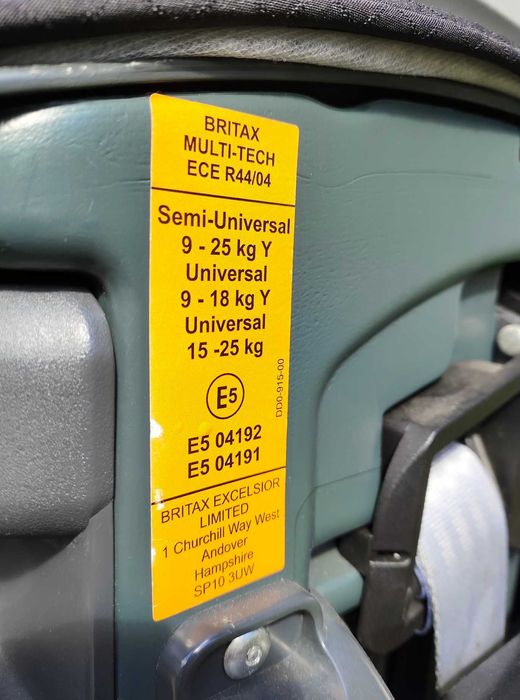 BRITAX
MULTI-TECH
ECE R44/04
Semi-Universal
9 - 25 kg Y
Universal
9 - 18 kg Y
Universal
15 -25 kg
E5
DD0-915-00
E5 04192
E5 04191
BRITAX EXCELSIOR
LIMITED
1 Churchill Way West
Andover
Hampshire
SP10 3UW